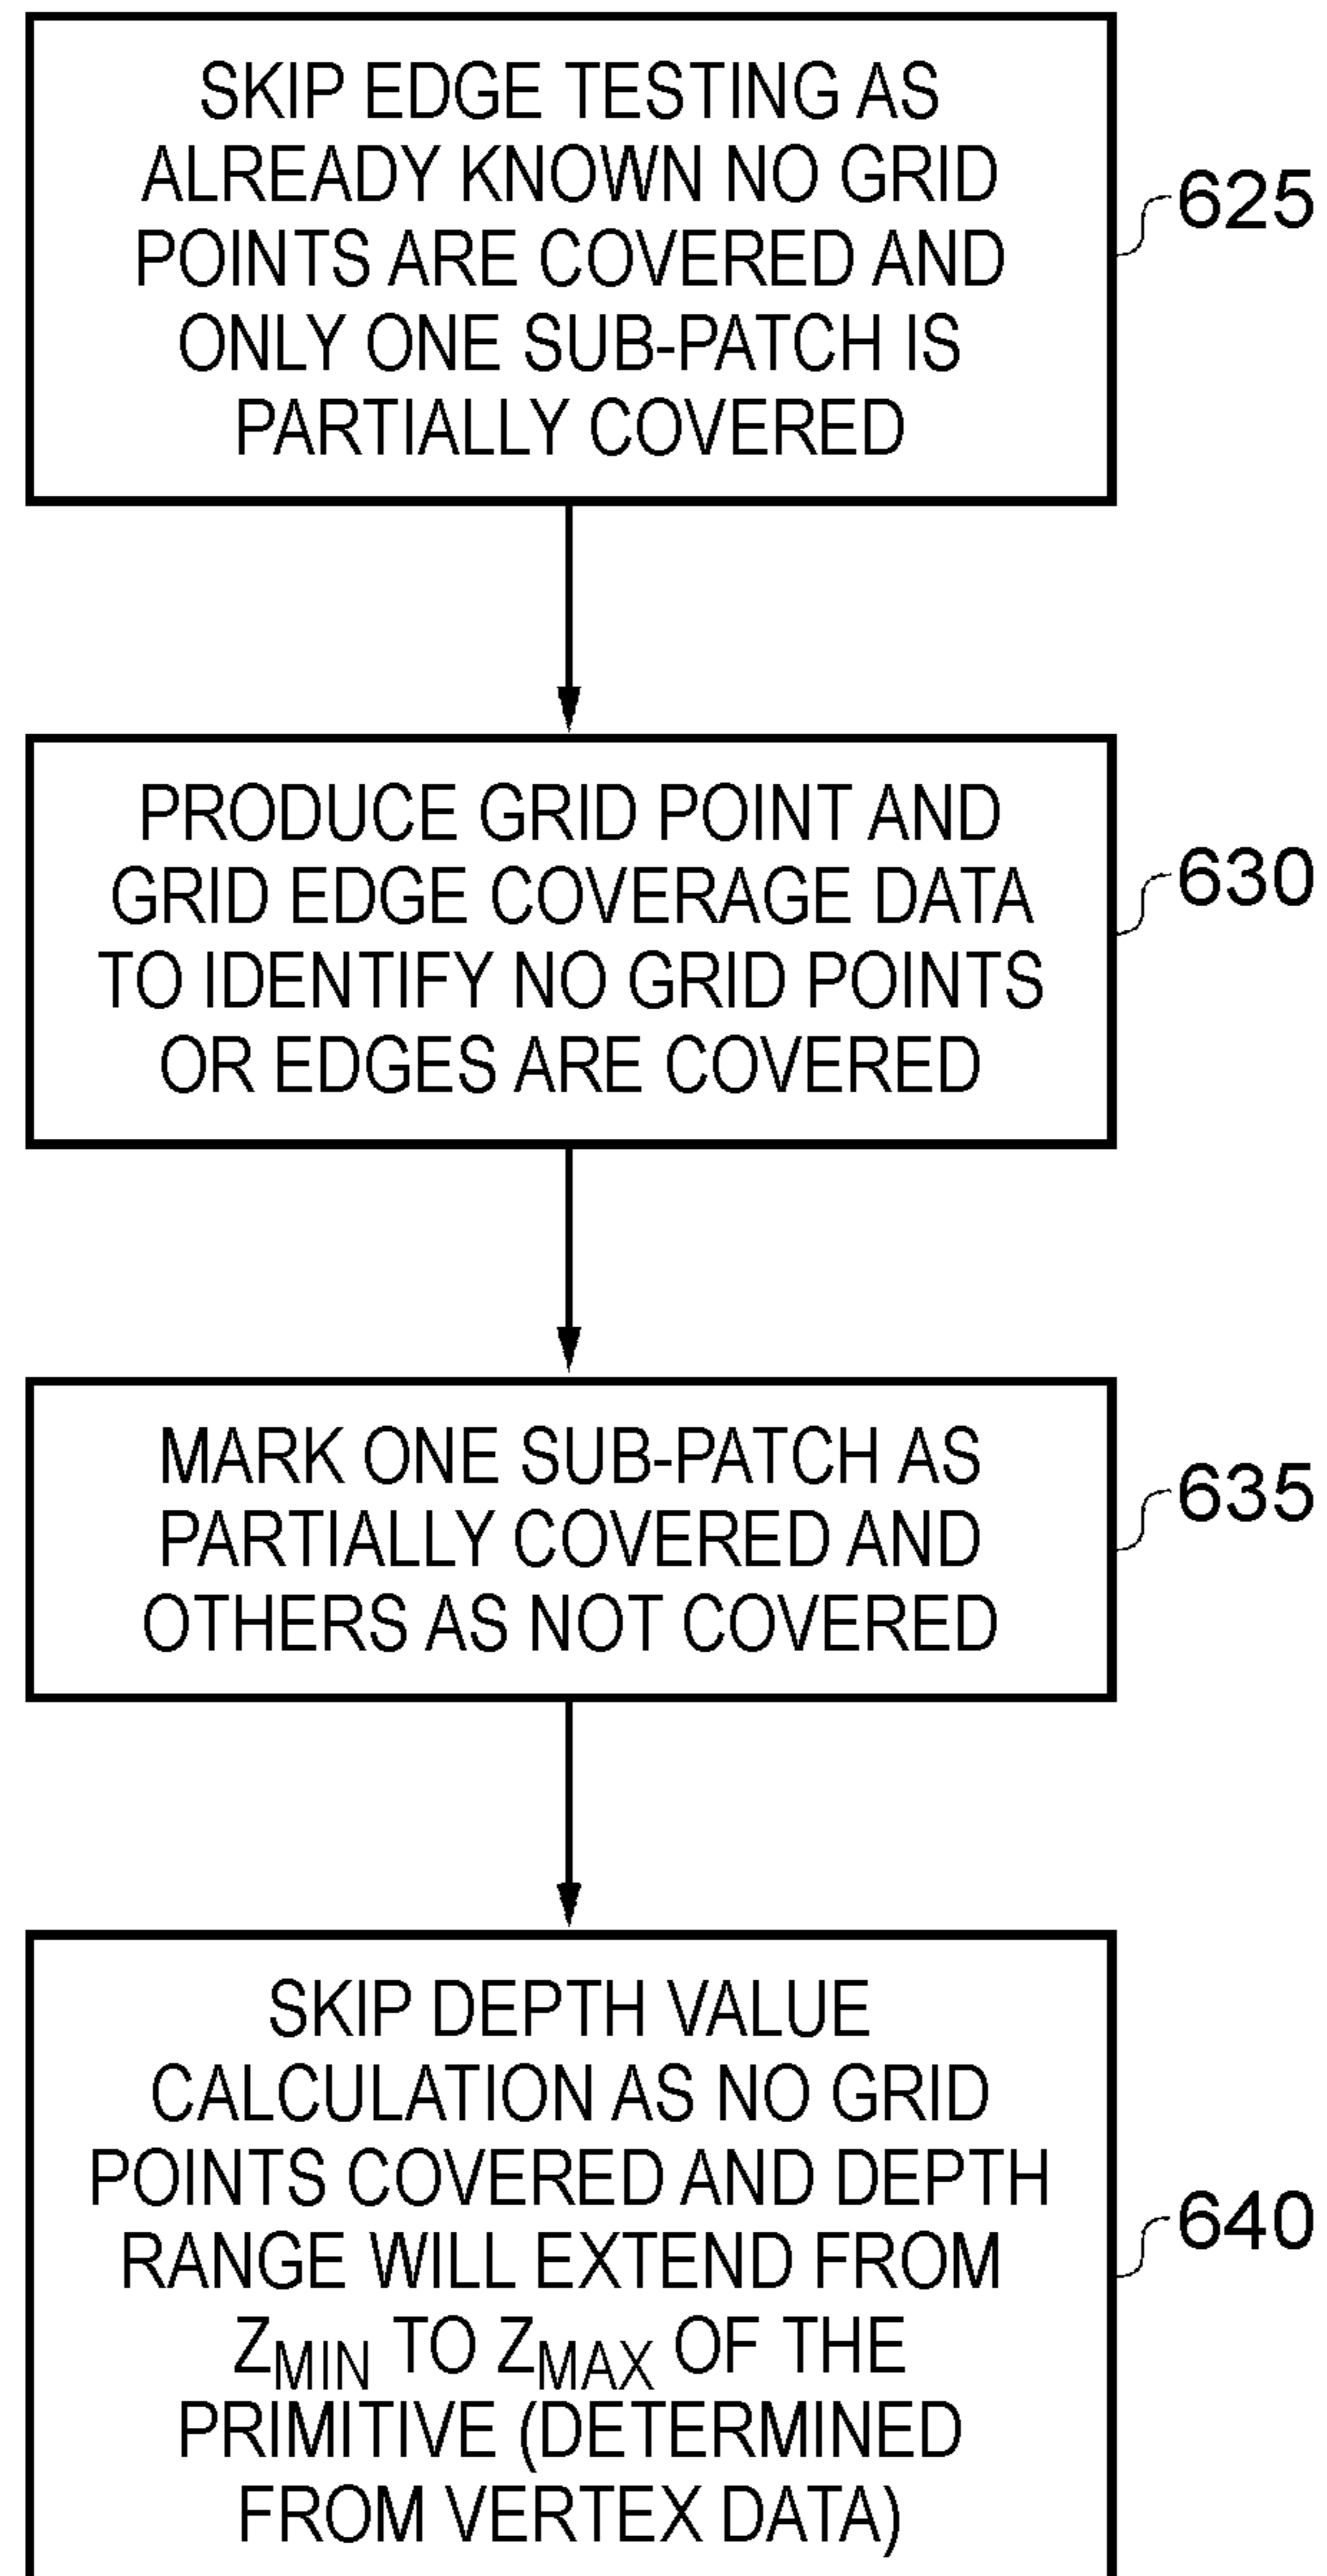 SKIP EDGE TESTING AS
ALREADY KNOWN NO GRID
POINTS ARE COVERED AND
ONLY ONE SUB-PATCH IS
PARTIALLY COVERED
625
PRODUCE GRID POINT AND
GRID EDGE COVERAGE DATA
TO IDENTIFY NO GRID POINTS
OR EDGES ARE COVERED
630
MARK ONE SUB-PATCH AS
PARTIALLY COVERED AND
OTHERS AS NOT COVERED
635
SKIP DEPTH VALUE
CALCULATION AS NO GRID
POINTS COVERED AND DEPTH
RANGE WILL EXTEND FROM
ZMIN TO ZMAX OF THE
PRIMITIVE (DETERMINED
FROM VERTEX DATA)
640